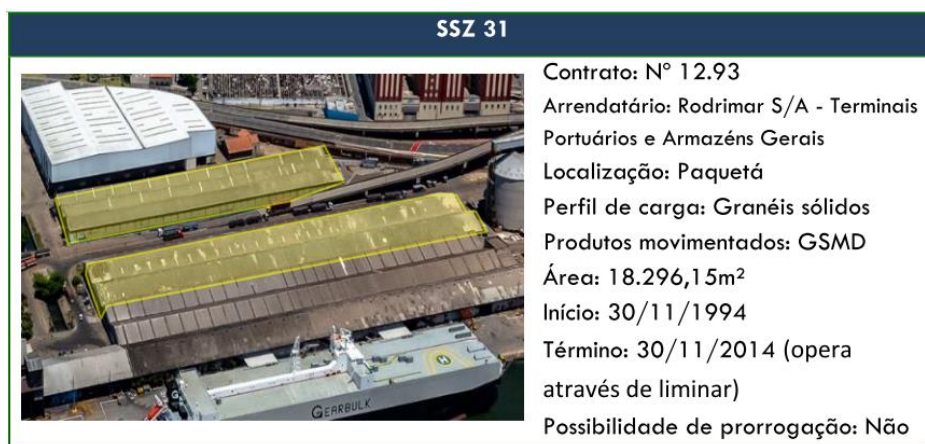 SSZ 31
Contrato: Nº 12.93
Arrendatário: Rodrimar S/A - Terminais
Portuários e Armazéns Gerais
Localização: Paquetá
Perfil de carga: Granéis sólidos
Produtos movimentados: GSMD
Área: 18.296,15m²
Início: 30/11/1994
Término: 30/11/2014 (opera
através de liminar)
Possibilidade de prorrogação: Não
GEARBULK
H